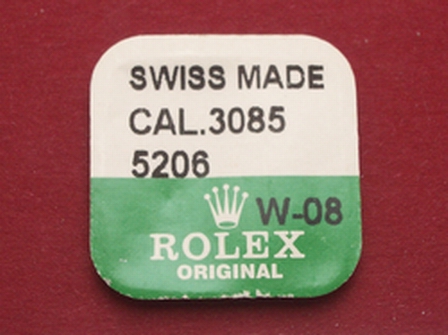 SWISS MADE
CAL.3085
5206
W-08
ROLEX
ORIGINAL